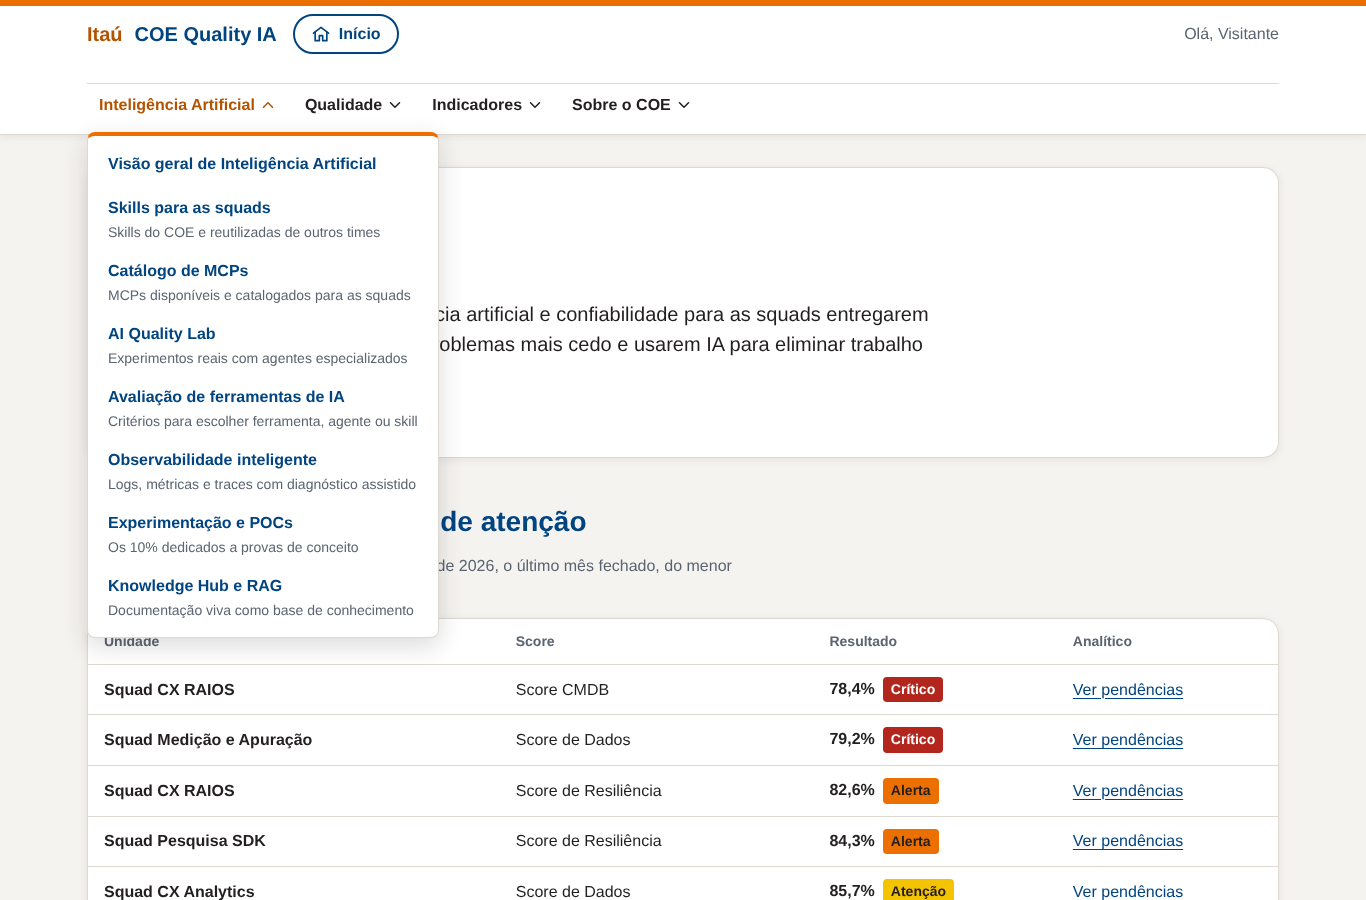 Itaú COE Quality IA Início Olá, Visitante
Inteligência Artificial Qualidade Indicadores Sobre o COE
Visão geral de Inteligência Artificial
Skills para as squads
Skills do COE e reutilizadas de outros times
Catálogo de MCPs
MCPs disponíveis e catalogados para as squads
AI Quality Lab
Experimentos reais com agentes especializados
Avaliação de ferramentas de IA
Critérios para escolher ferramenta, agente ou skill
Observabilidade inteligente
Logs, métricas e traces com diagnóstico assistido
Experimentação e POCs
Os 10% dedicados a provas de conceito
Knowledge Hub e RAG
Documentação viva como base de conhecimento
artificial e confiabilidade para as squads entregarem
mais cedo e usarem IA para eliminar trabalho
de atenção
de 2026, o último mês fechado, do menor
Unidade Score Resultado Analítico
Squad CX RAIOS Score CMDB 78,4% Crítico Ver pendências
Squad Medição e Apuração Score de Dados 79,2% Crítico Ver pendências
Squad CX RAIOS Score de Resiliência 82,6% Alerta Ver pendências
Squad Pesquisa SDK Score de Resiliência 84,3% Alerta Ver pendências
Squad CX Analytics Score de Dados 85,7% Atenção Ver pendências